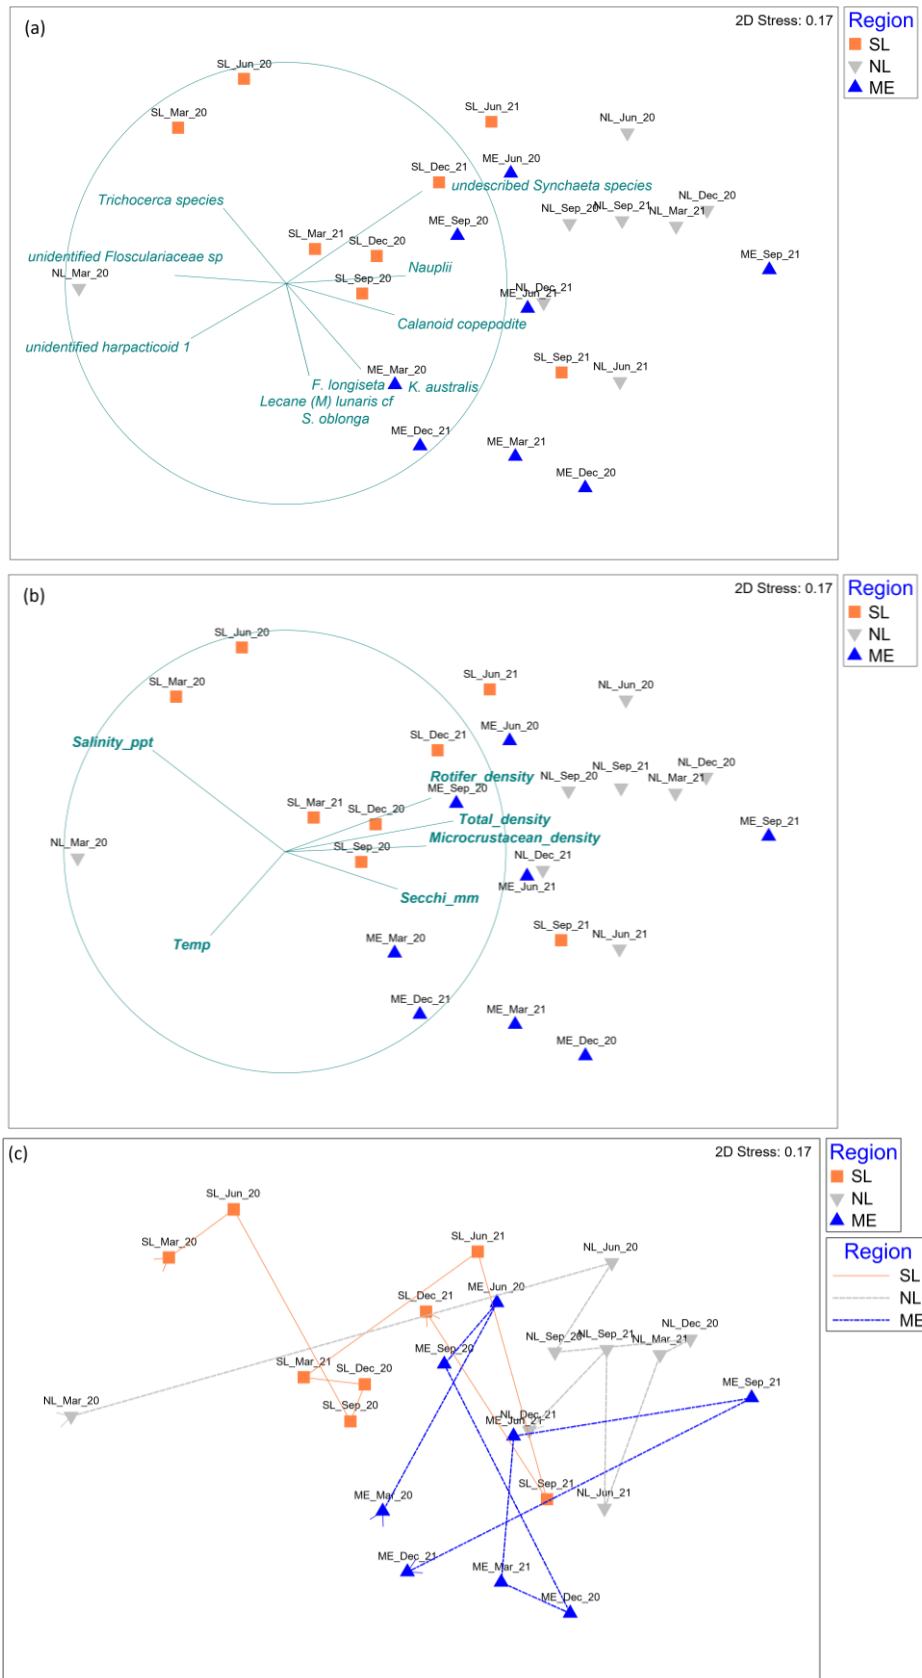 (a)
2D Stress: 0.17
Region
SL
NL
ME
SL_Jun_20
SL_Mar_20
SL_Jun_21
NL_Jun_20
ME_Jun_20
SL_Dec_21
undescribed Synchaeta species
Trichocerca species
NL_Dec_20
NL_Sep_20
NL_Sep_21
NL_Mar_21
ME_Sep_20
SL_Mar_21
SL_Dec_20
unidentified Flosculariaceae sp
ME_Sep_21
NL_Mar_20
Nauplii
SL_Sep_20
NL_Dec_21
ME_Jun_21
Calanoid copepodite
unidentified harpacticoid 1
SL_Sep_21
NL_Jun_21
ME_Mar_20
F. longiseta
K. australis
Lecane (M) lunaris cf
S. oblonga
ME_Dec_21
ME_Mar_21
ME_Dec_20
(b)
2D Stress: 0.17
Region
SL
NL
ME
SL_Jun_20
SL_Mar_20
SL_Jun_21
NL_Jun_20
ME_Jun_20
Salinity_ppt
SL_Dec_21
Rotifer_density
NL_Dec_20
NL_Sep_20
NL_Sep_21
NL_Mar_21
ME_Sep_20
SL_Mar_21
SL_Dec_20
Total_density
ME_Sep_21
Microcrustacean_density
NL_Mar_20
SL_Sep_20
NL_Dec_21
ME_Jun_21
Secchi_mm
SL_Sep_21
NL_Jun_21
Temp
ME_Mar_20
ME_Dec_21
ME_Mar_21
ME_Dec_20
(c)
2D Stress: 0.17
Region
SL
NL
ME
Region
SL
NL
ME
SL_Jun_20
SL_Mar_20
SL_Jun_21
NL_Jun_20
ME_Jun_20
SL_Dec_21
NL_Dec_20
NL_Sep_20
NL_Sep_21
NL_Mar_21
ME_Sep_20
SL_Mar_21
SL_Dec_20
ME_Sep_21
NL_Mar_20
SL_Sep_20
NL_Dec_21
ME_Jun_21
SL_Sep_21
NL_Jun_21
ME_Mar_20
ME_Dec_21
ME_Mar_21
ME_Dec_20